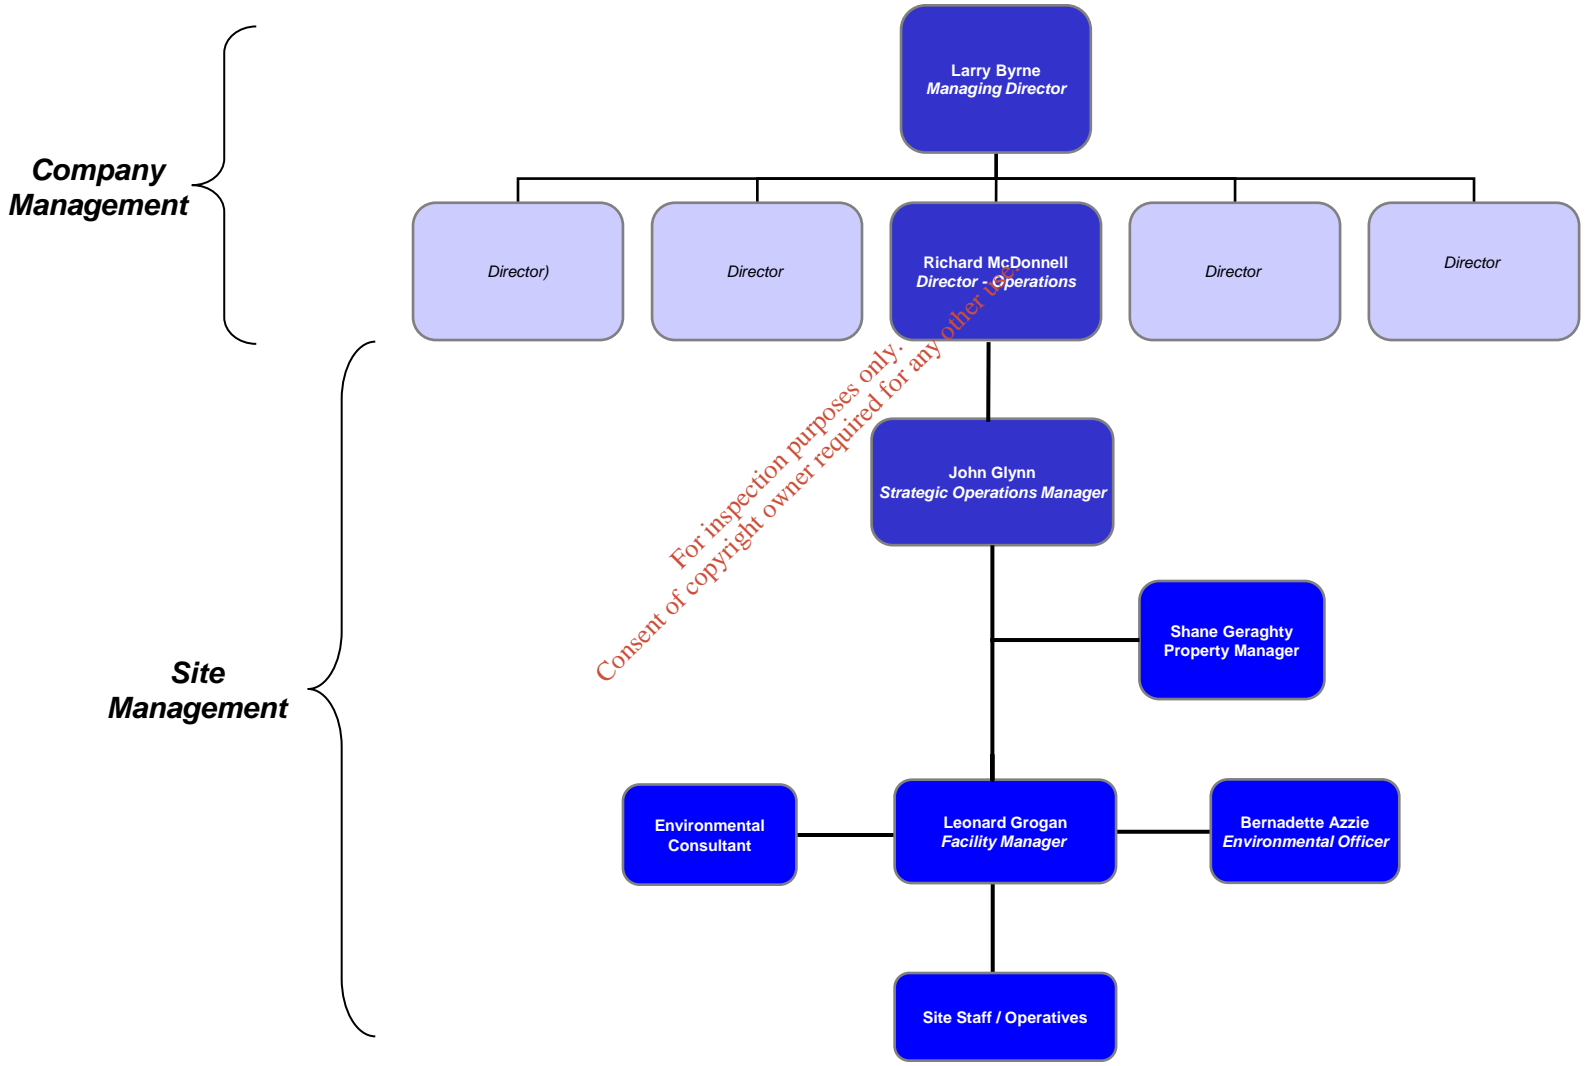 Larry Byrne
Managing Director
Company
Management
Director)
Director
Richard McDonnell
Director - Operations
Director
Director
For inspection purposes only.
Consent of copyright owner required for any other use.
John Glynn
Strategic Operations Manager
Shane Geraghty
Property Manager
Site
Management
Environmental
Consultant
Leonard Grogan
Facility Manager
Bernadette Azzie
Environmental Officer
Site Staff / Operatives